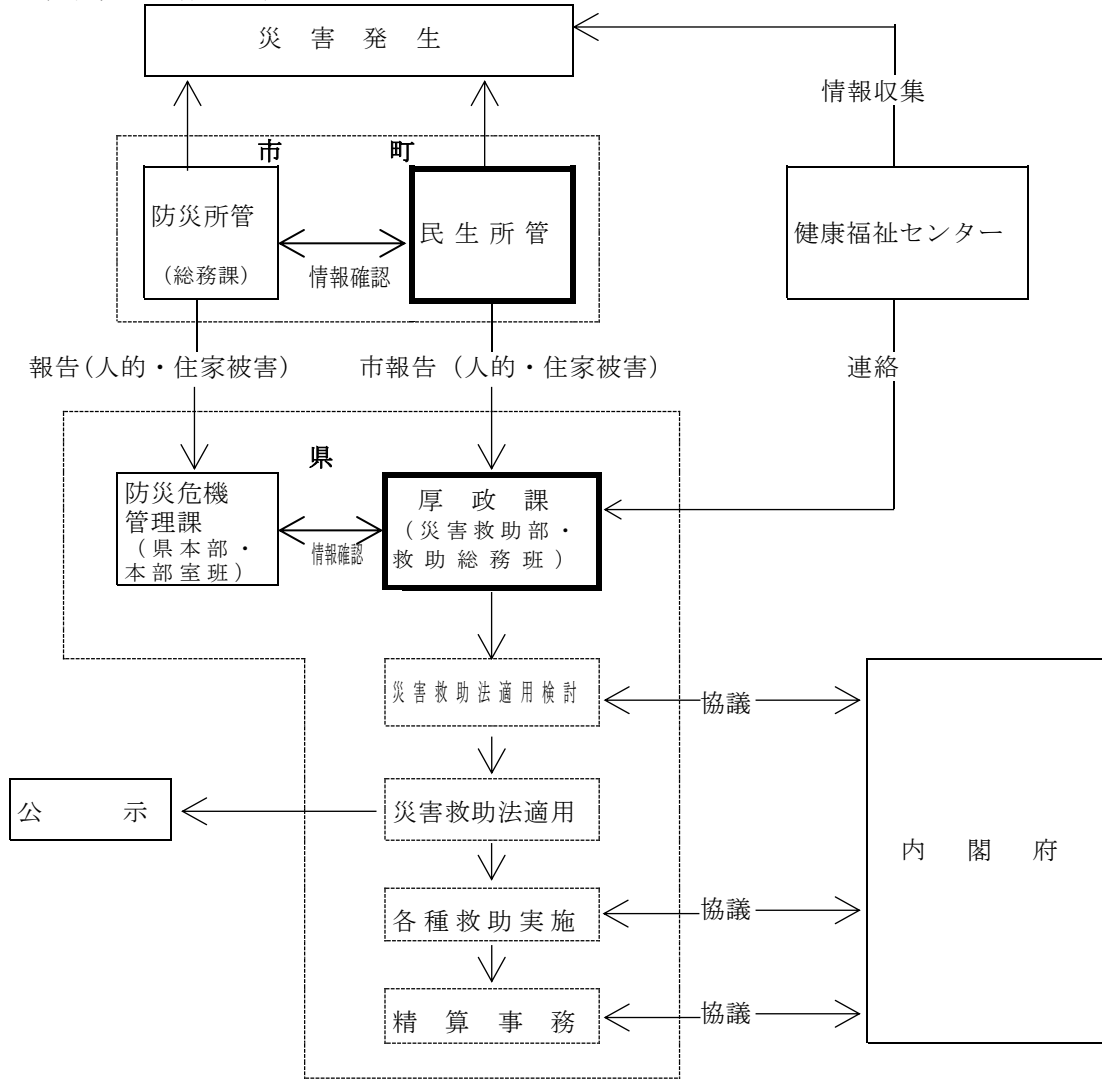 災害発生
情報収集
市町
防災所管
(総務課)
情報確認
民生所管
健康福祉センター
報告(人的・住家被害)
市報告(人的・住家被害)
連絡
県
防災危機
管理課
(県本部・
本部室班)
情報確認
厚政課
(災害救助部・
救助総務班)
災害救助法適用検討
協議
公示
災害救助法適用
内閣府
各種救助実施
協議
精算事務
協議